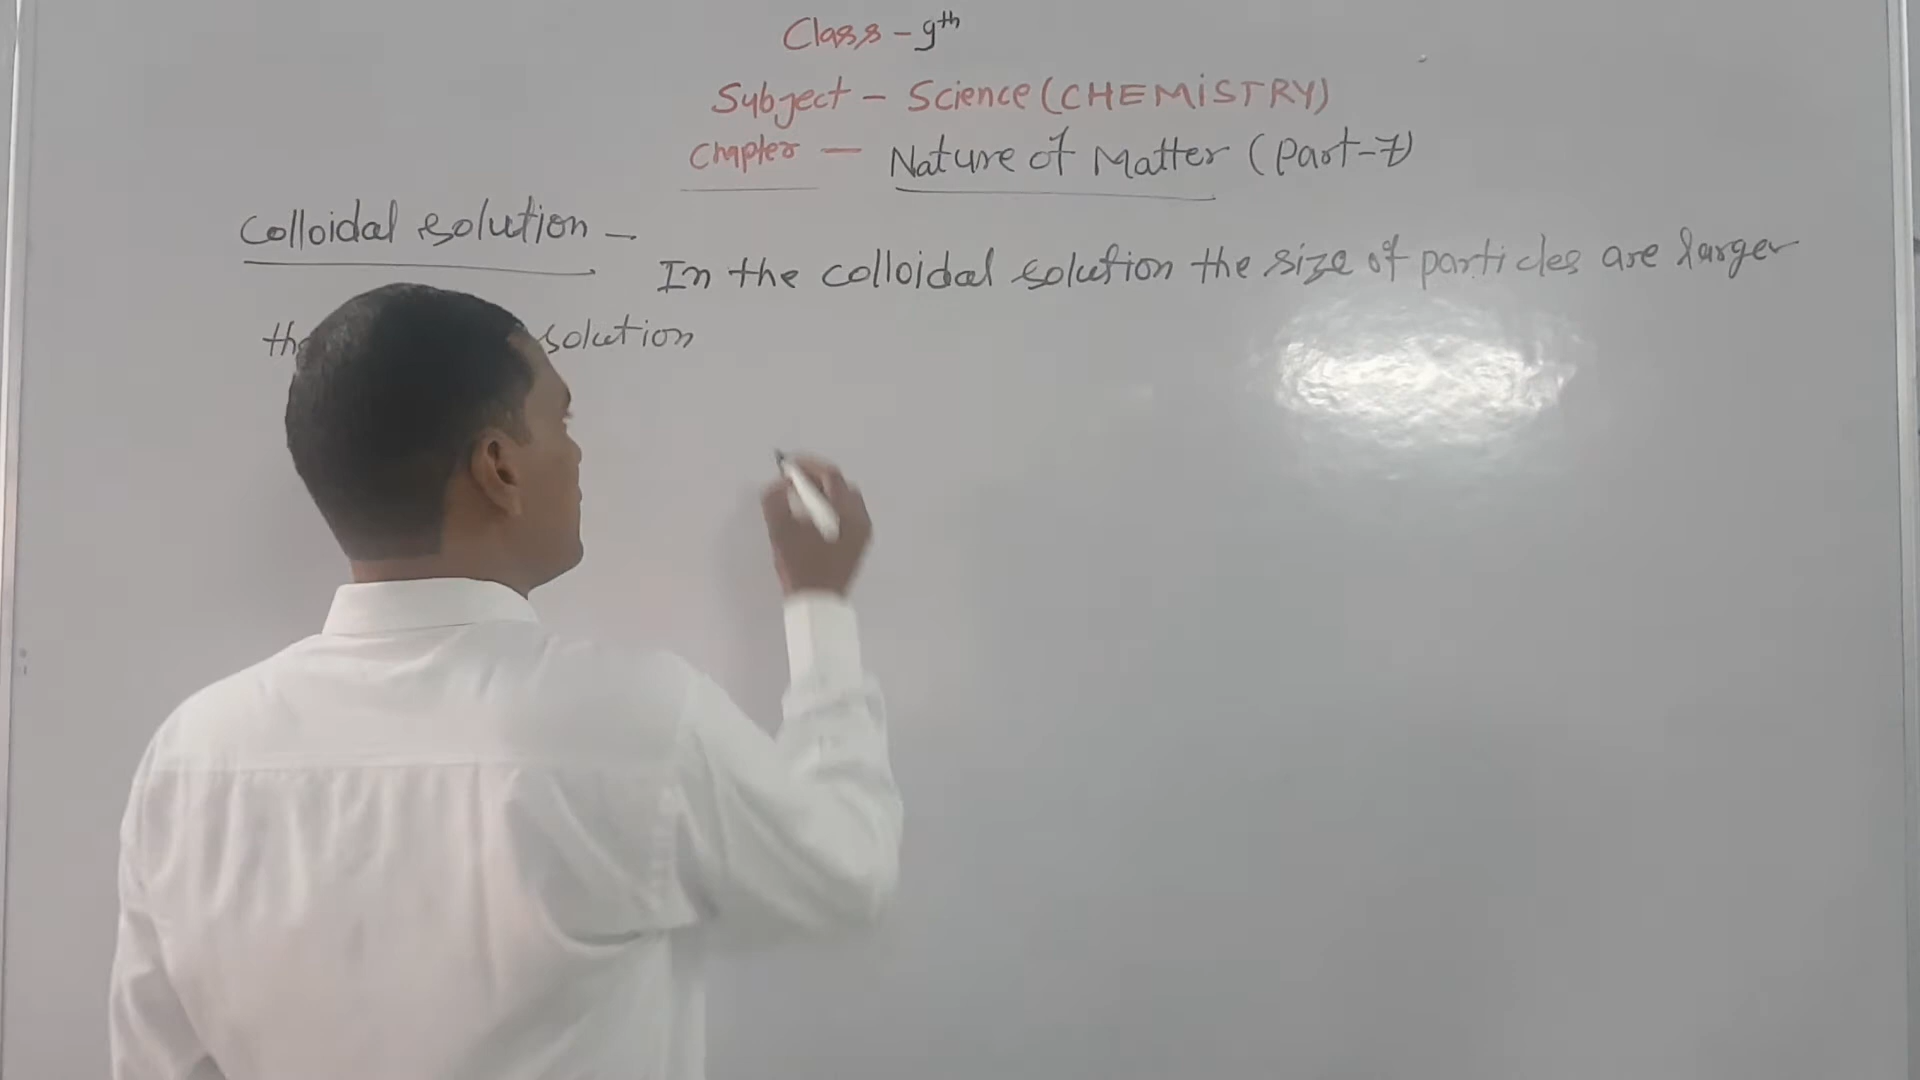 Class - 9th
Subject - Science (CHEMISTRY)
Chapter - Nature of Matter (Part-7)
Colloidal solution -
In the colloidal solution the size of particles are larger
solution